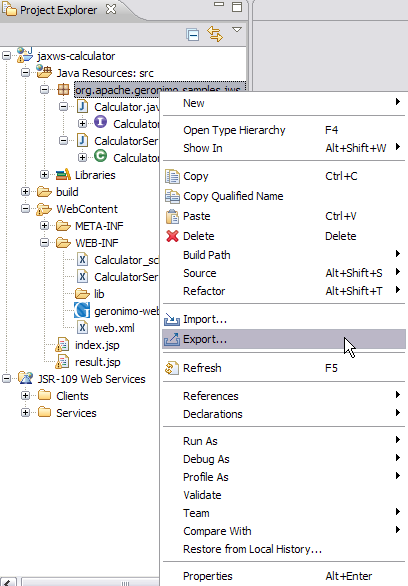 Project Explorer
jaxws-calculator
Java Resources: src
org.apache.geronimo.samples.jws
Calculator.jav
Calculator
CalculatorSer
Calculato
Libraries
build
WebContent
META-INF
WEB-INF
Calculator_sc
CalculatorSer
lib
geronimo-web
web.xml
index.jsp
result.jsp
JSR-109 Web Services
Clients
Services
New
Open Type Hierarchy F4
Show In Alt+Shift+W
Copy Ctrl+C
Copy Qualified Name
Paste Ctrl+V
Delete Delete
Build Path
Source Alt+Shift+S
Refactor Alt+Shift+T
Import...
Export...
Refresh F5
References
Declarations
Run As
Debug As
Profile As
Validate
Team
Compare With
Restore from Local History...
Properties Alt+Enter